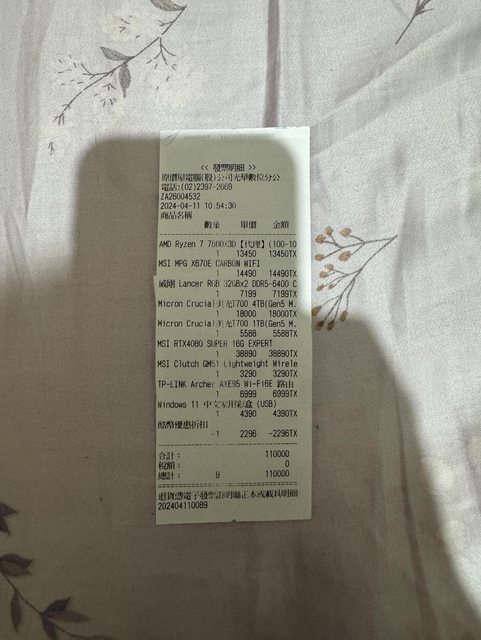 << 發票明細 >>
原價屋電腦(股)公司光華數位分公
電話:(02)2397-2669
ZA26004532
2024-04-11 10:54:30
商品名稱
數量 單價 金額
AMD Ryzen 7 7800X3D【代理】(100-10
1 13450 13450TX
MSI MPG X670E CARBON WIFI
1 14490 14490TX
威剛 Lancer RGB 32GBx2 DDR5-6400 C
1 7199 7199TX
Micron Crucial 美光T700 4TB(Gen5 M.
1 18000 18000TX
Micron Crucial 美光T700 1TB(Gen5 M.
1 5588 5588TX
MSI RTX4080 SUPER 16G EXPERT
1 38890 38890TX
MSI Clutch GM51 Lightweight Wirele
1 3290 3290TX
TP-LINK Archer AXE95 Wi-Fi6E 路由
1 6999 6999TX
Windows 11 中文家用彩盒 (USB)
1 4390 4390TX
酷幣優惠折扣
-1 2296 -2296TX
合計: 110000
稅額: 0
總計: 8 110000
退貨憑電子發票證明聯正本或載具明細
202404110089